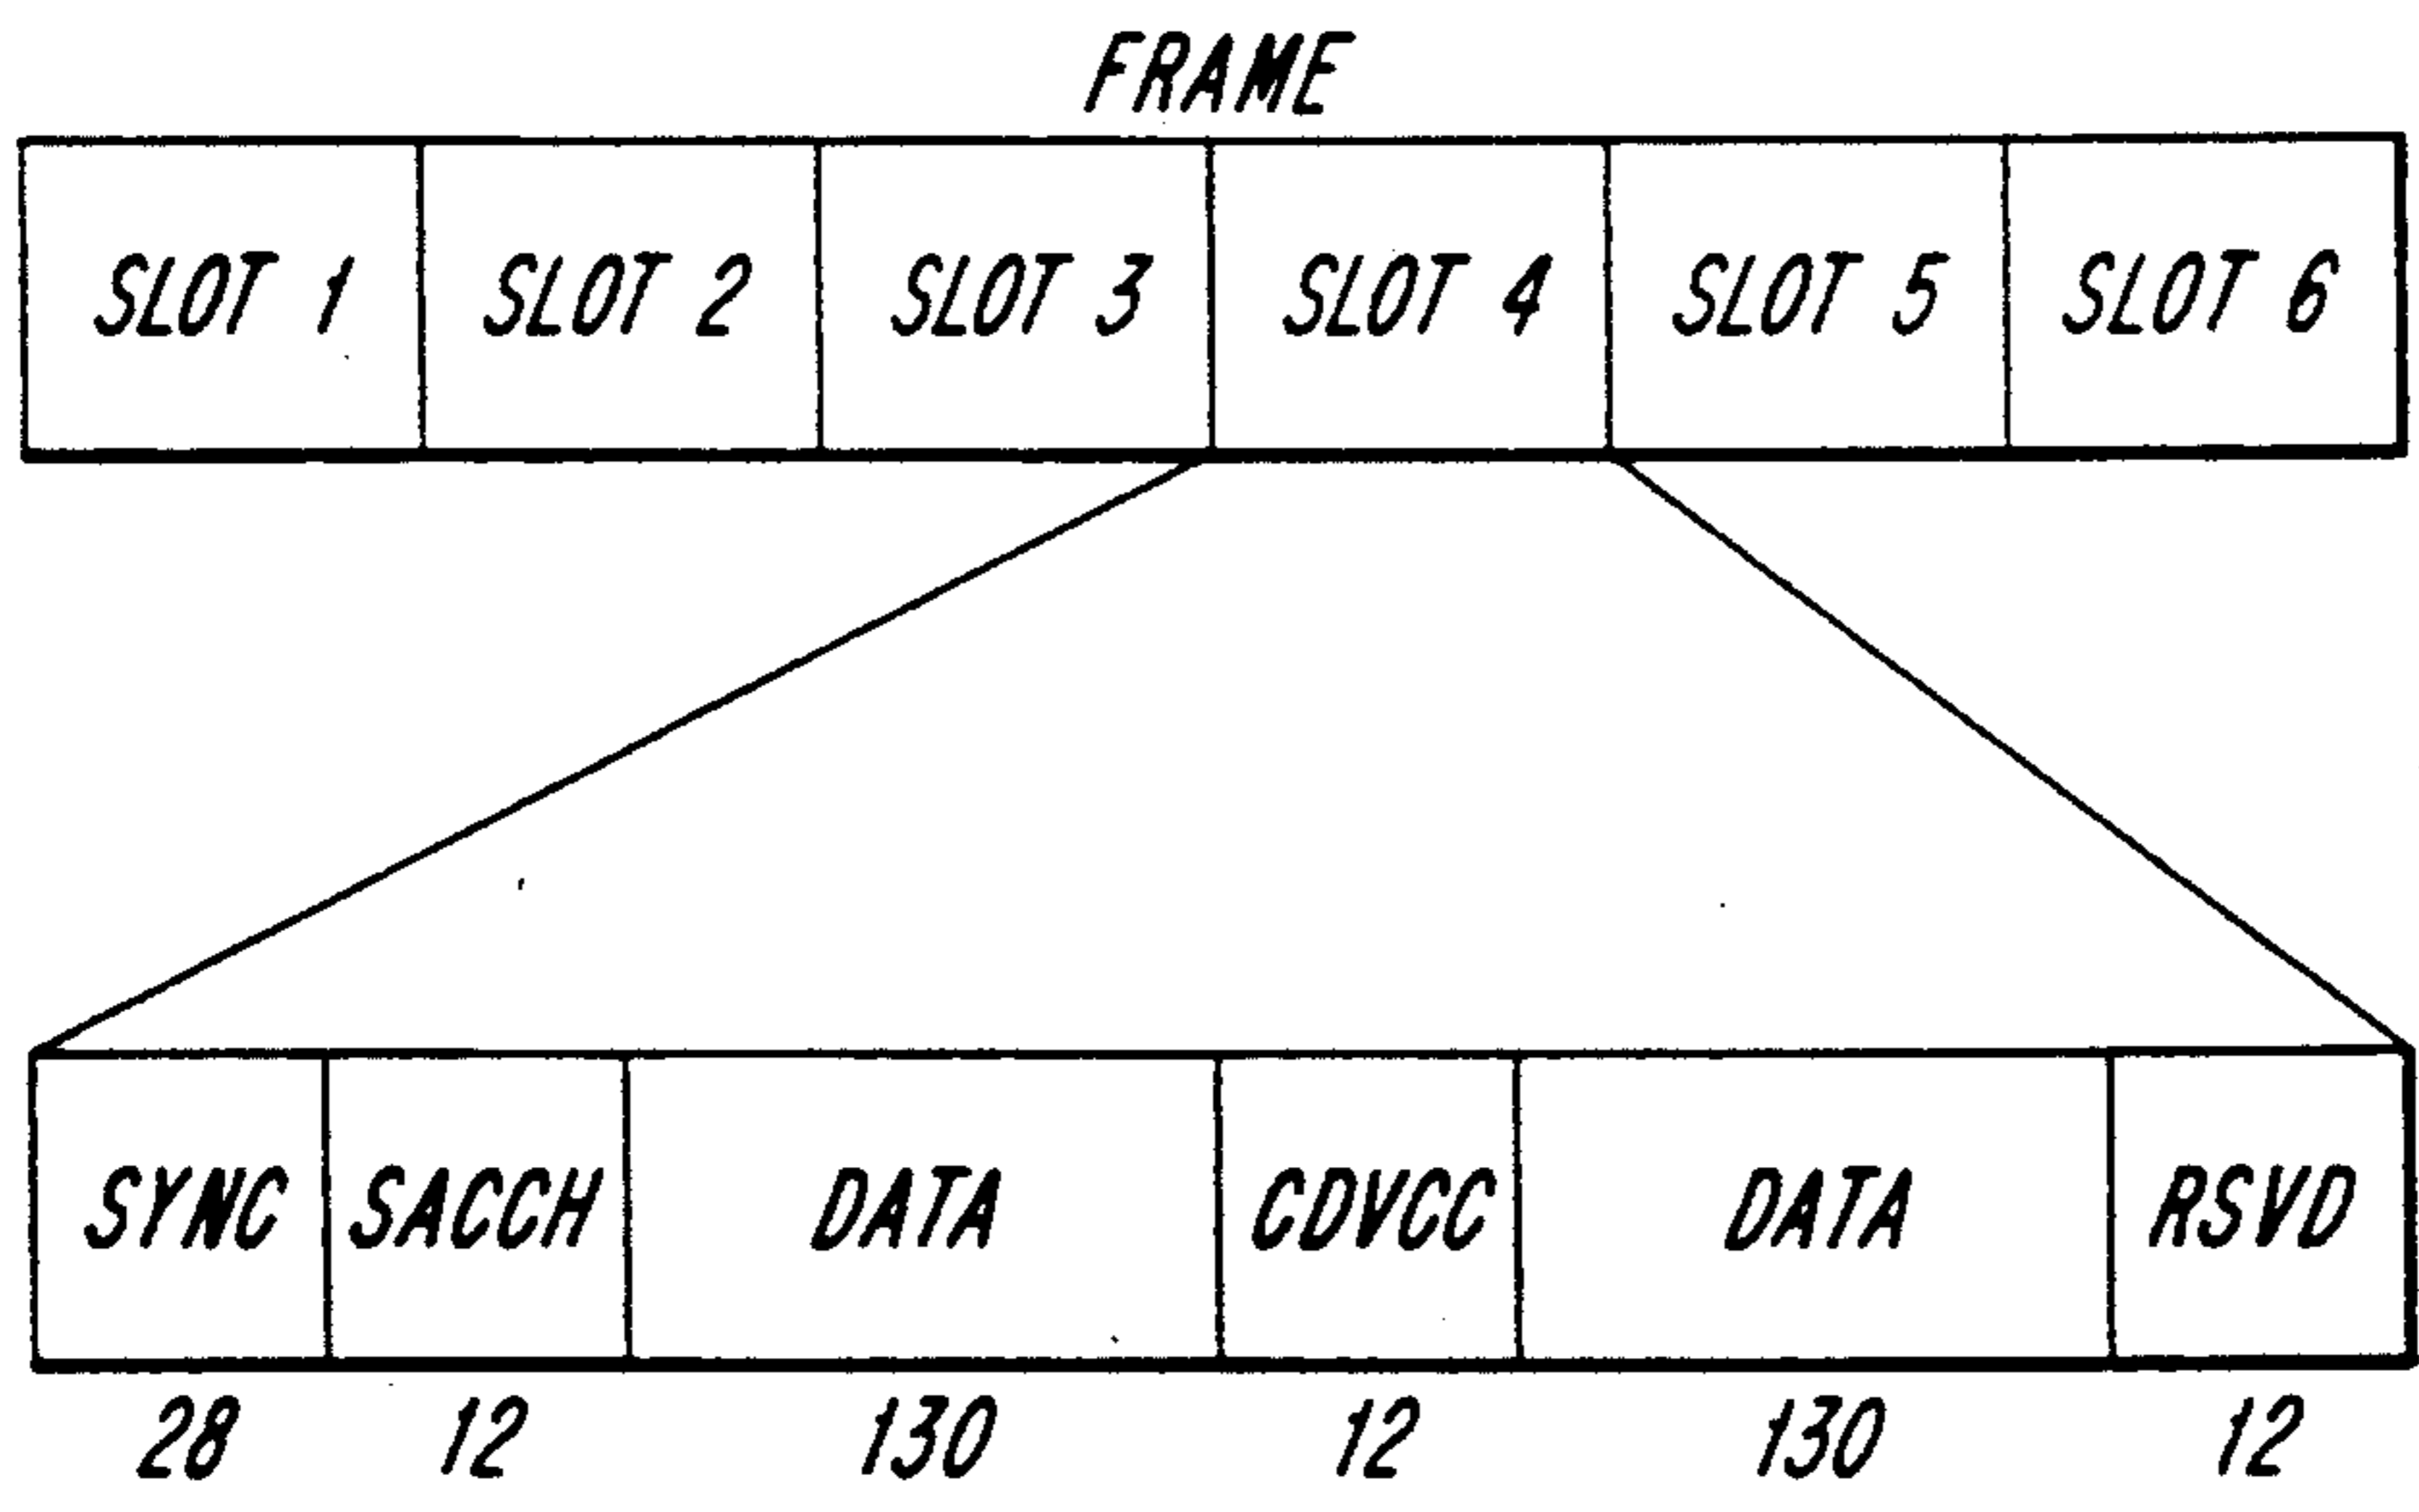 FRAME
SLOT 1 SLOT 2 SLOT 3 SLOT 4 SLOT 5 SLOT 6
SYNC SACCH DATA CDVCC DATA RSVD
28 12 130 12 130 12